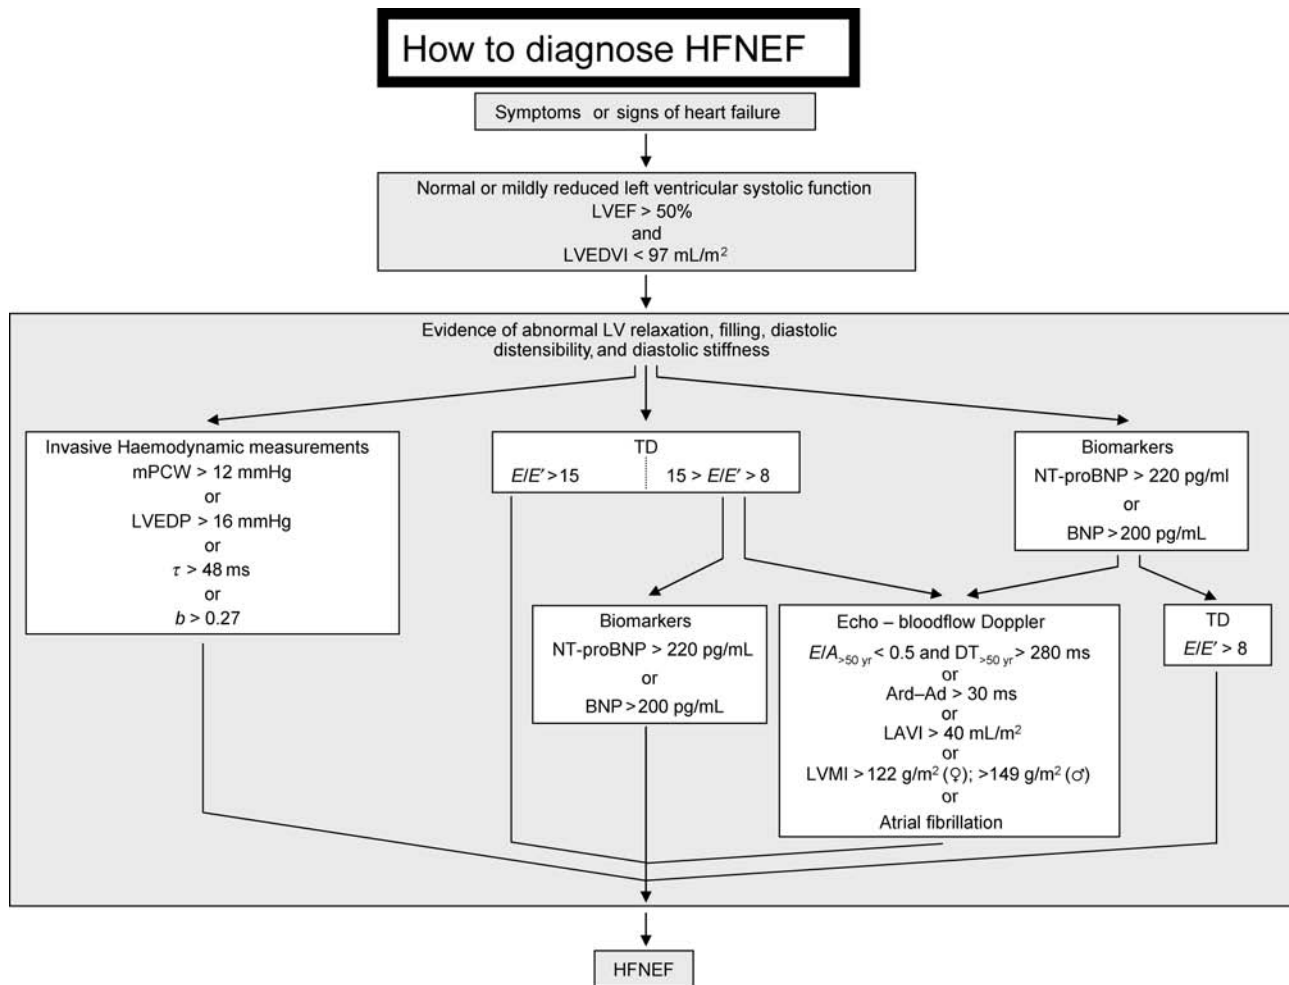 How to diagnose HFNEF
Symptoms or signs of heart failure
Normal or mildly reduced left ventricular systolic function
LVEF > 50%
and
LVEDVI < 97 mL/m²
Evidence of abnormal LV relaxation, filling, diastolic
distensibility, and diastolic stiffness
Invasive Haemodynamic measurements
mPCW > 12 mmHg
or
LVEDP > 16 mmHg
or
τ > 48 ms
or
b > 0.27
TD
E/E′ > 15
15 > E/E′ > 8
Biomarkers
NT-proBNP > 220 pg/ml
or
BNP > 200 pg/mL
Biomarkers
NT-proBNP > 220 pg/mL
or
BNP > 200 pg/mL
Echo – bloodflow Doppler
E/A>50 yr < 0.5 and DT>50 yr > 280 ms
or
Ard–Ad > 30 ms
or
LAVI > 40 mL/m²
or
LVMI > 122 g/m² (♀); >149 g/m² (♂)
or
Atrial fibrillation
TD
E/E′ > 8
HFNEF